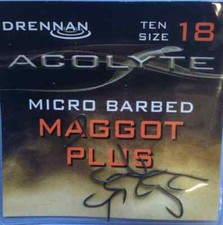 DRENNAN
TEN
SIZE 18
ACOLYTE
MICRO BARBED
MAGGOT
PLUS